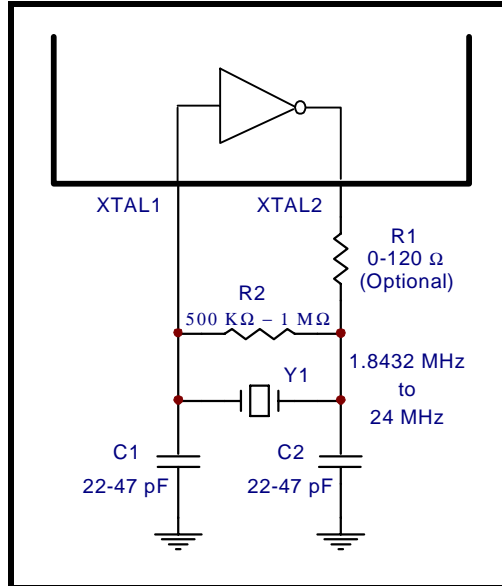 XTAL1
XTAL2
R1
0-120 Ω
(Optional)
R2
500 KΩ – 1 MΩ
Y1
1.8432 MHz
to
24 MHz
C1
22-47 pF
C2
22-47 pF